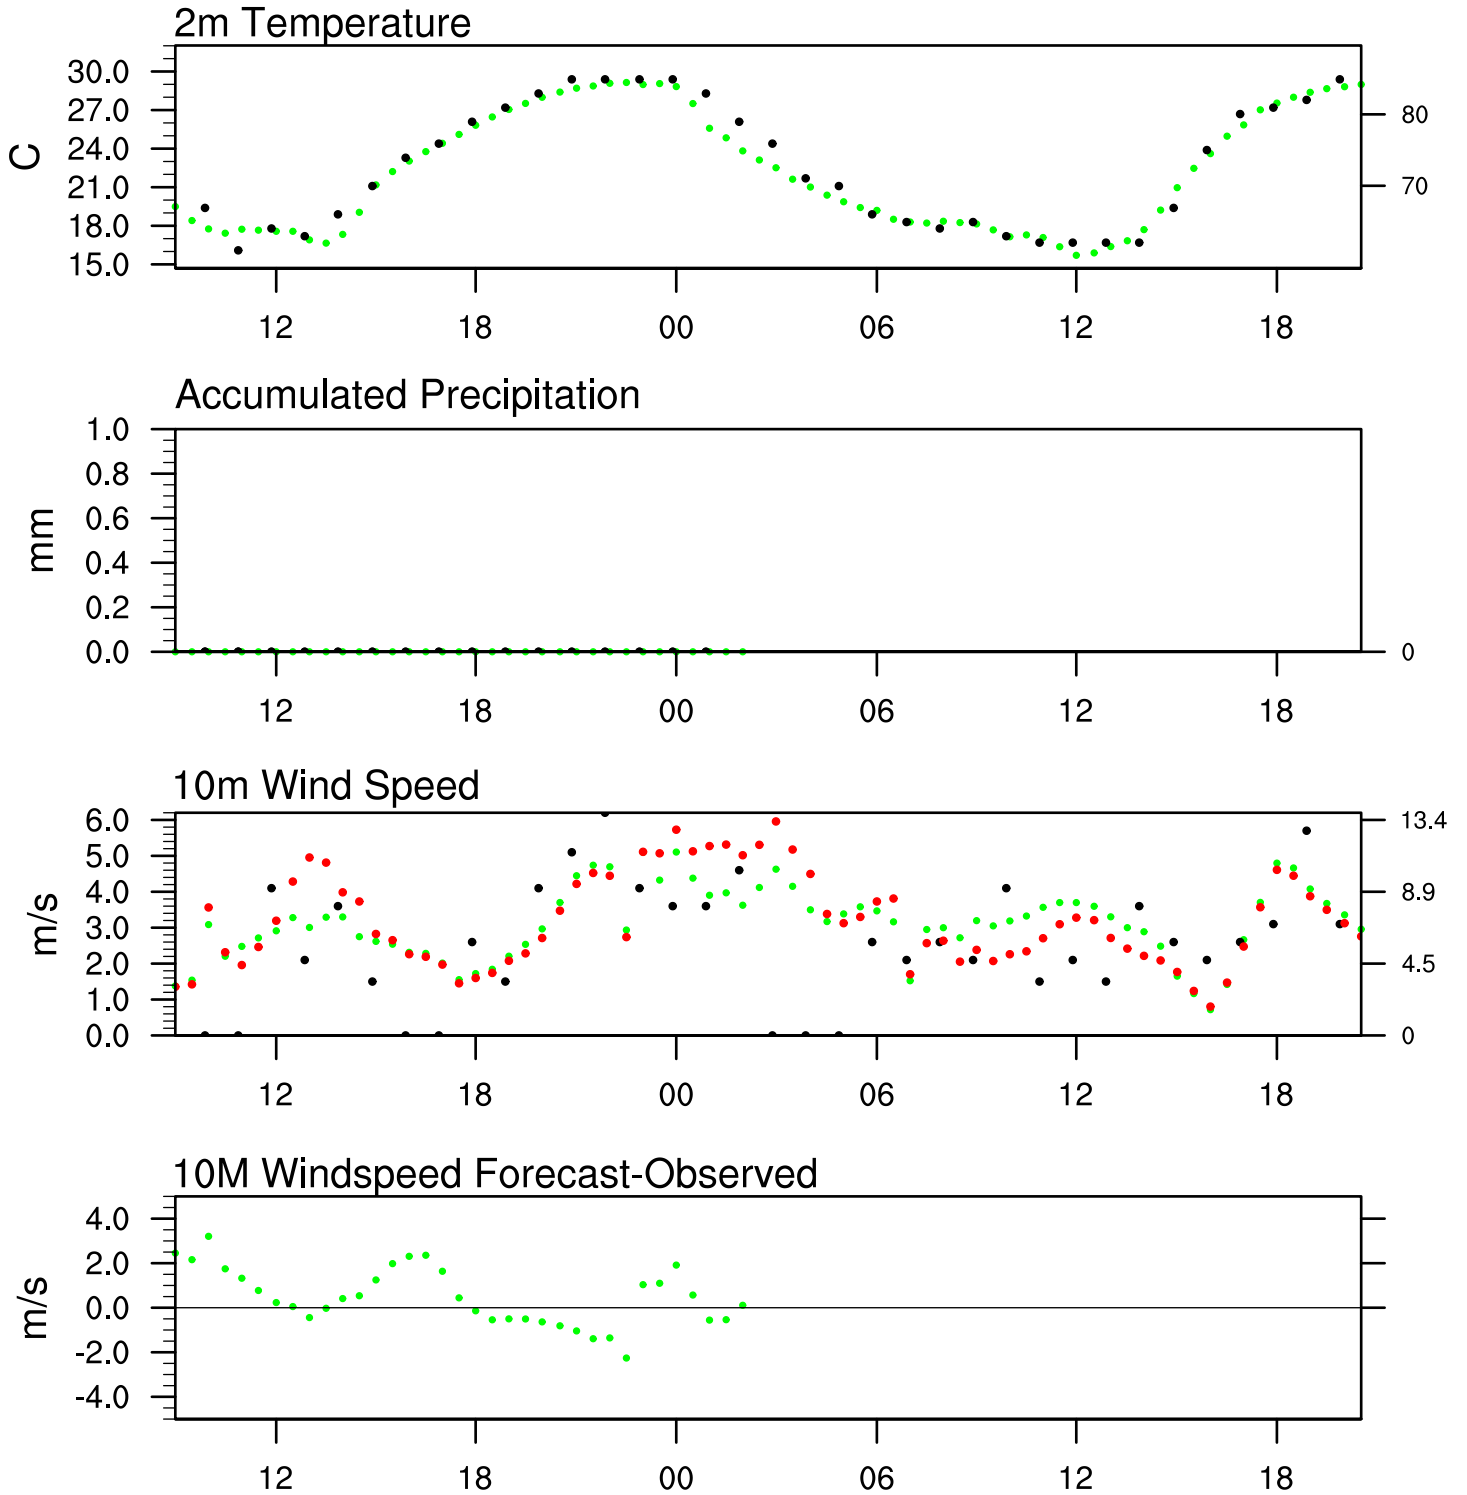 2m Temperature
30.0
27.0
24.0
21.0
18.0
15.0
C
80
70
12 18 00 06 12 18
Accumulated Precipitation
1.0
0.8
0.6
0.4
0.2
0.0
mm
0
12 18 00 06 12 18
10m Wind Speed
6.0
5.0
4.0
3.0
2.0
1.0
0.0
m/s
13.4
8.9
4.5
0
12 18 00 06 12 18
10M Windspeed Forecast-Observed
4.0
2.0
0.0
-2.0
-4.0
m/s
12 18 00 06 12 18